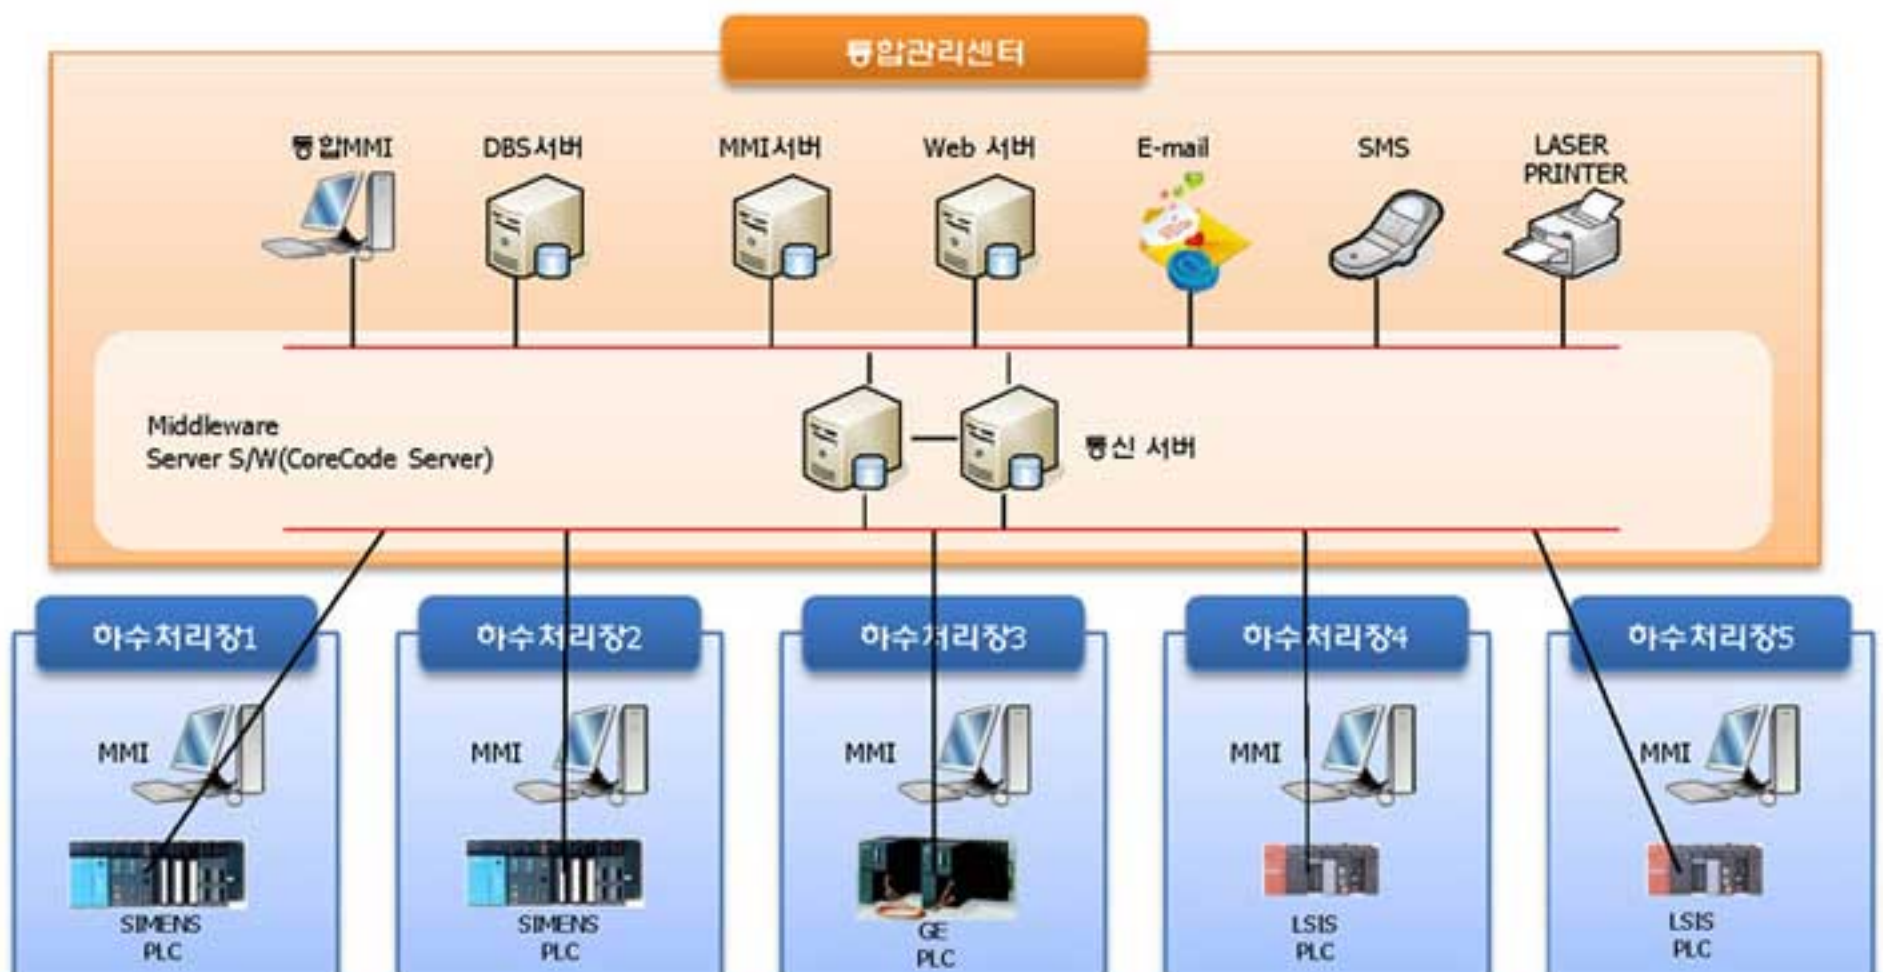 통합관리센터
통합MMI
DBS서버
MMI서버
Web 서버
E-mail
SMS
LASER
PRINTER
Middleware
Server S/W(CoreCode Server)
통신 서버
하수처리장1
하수처리장2
하수처리장3
하수처리장4
하수처리장5
MMI
MMI
MMI
MMI
MMI
SIMENS
PLC
SIMENS
PLC
GE
PLC
LSIS
PLC
LSIS
PLC